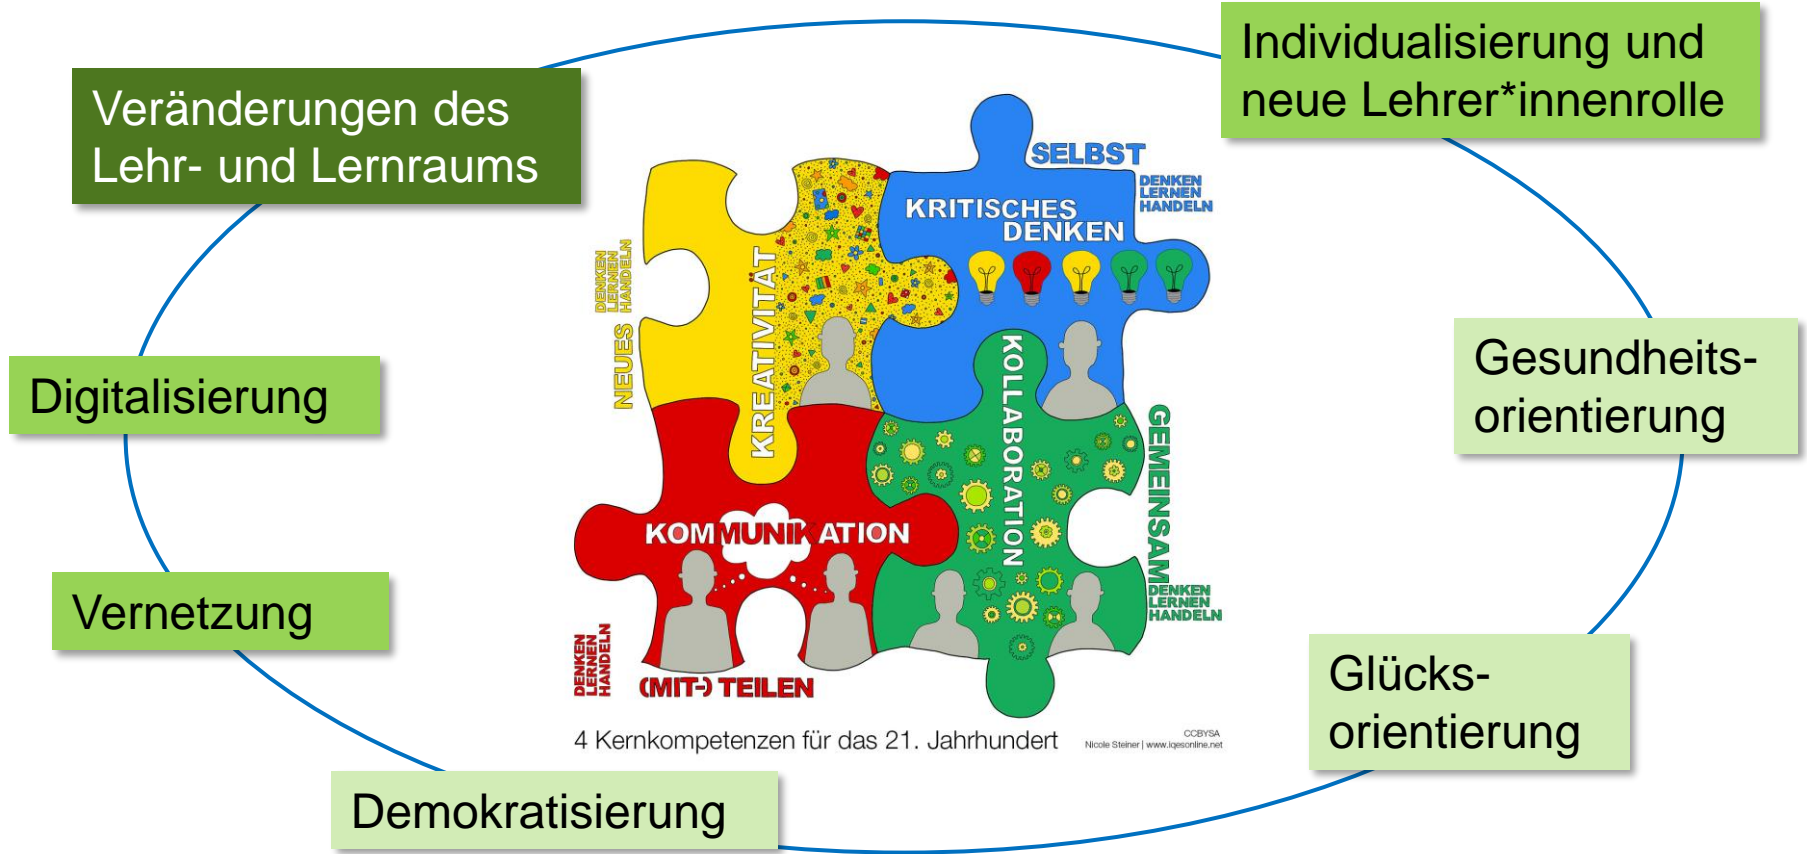 Individualisierung und
neue Lehrer*innenrolle
Veränderungen des
Lehr- und Lernraums
SELBST
DENKEN
LERNEN
HANDELN
KRITISCHES
DENKEN
NEUES
DENKEN
LERNEN
HANDELN
KREATIVITÄT
KOLLABORATION
GEMEINSAM
DENKEN
LERNEN
HANDELN
Gesundheits-
orientierung
Digitalisierung
KOMMUNIKATION
Vernetzung
DENKEN
LERNEN
HANDELN
(MIT-) TEILEN
Glücks-
orientierung
4 Kernkompetenzen für das 21. Jahrhundert
CCBYSA
Nicole Steiner | www.iqesonline.net
Demokratisierung